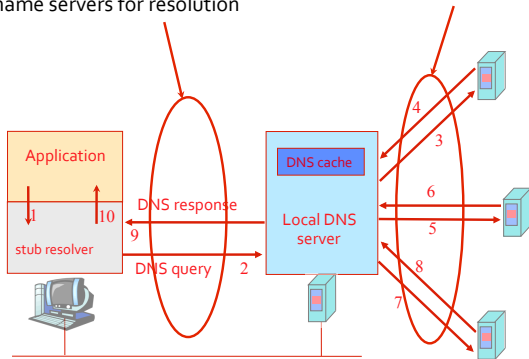 name servers for resolution
4
3
Application
DNS cache
6
1
10
DNS response
9
Local DNS
server
5
stub resolver
DNS query
2
8
7